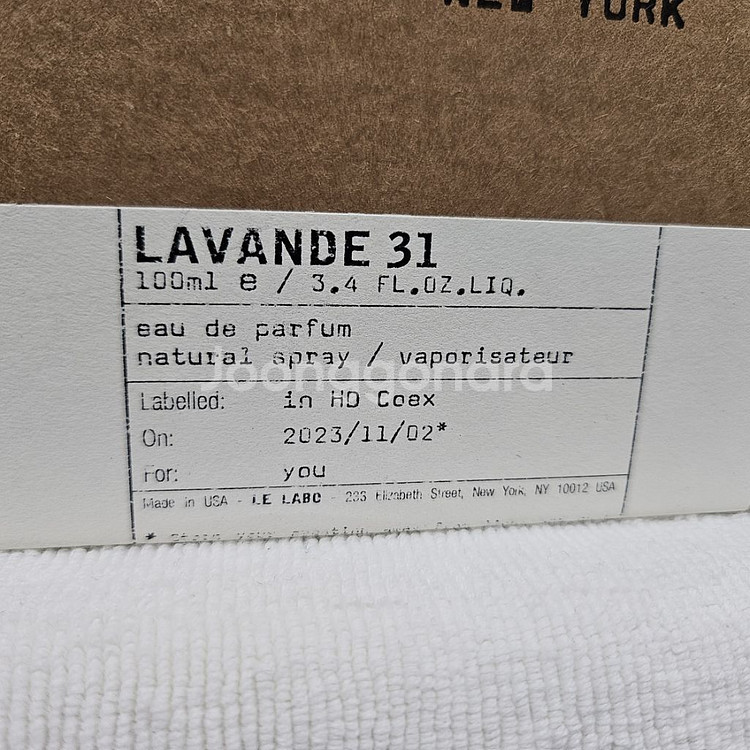 NEW YORK
LAVANDE 31
100ml e / 3.4 FL.OZ.LIQ.
eau de parfum
natural spray / vaporisateur
Joonggonara
Labelled: in HD Coex
On: 2023/11/02*
For: you
Made in USA - LE LABO - 233 Elizabeth Street, New York, NY 10012 USA
*